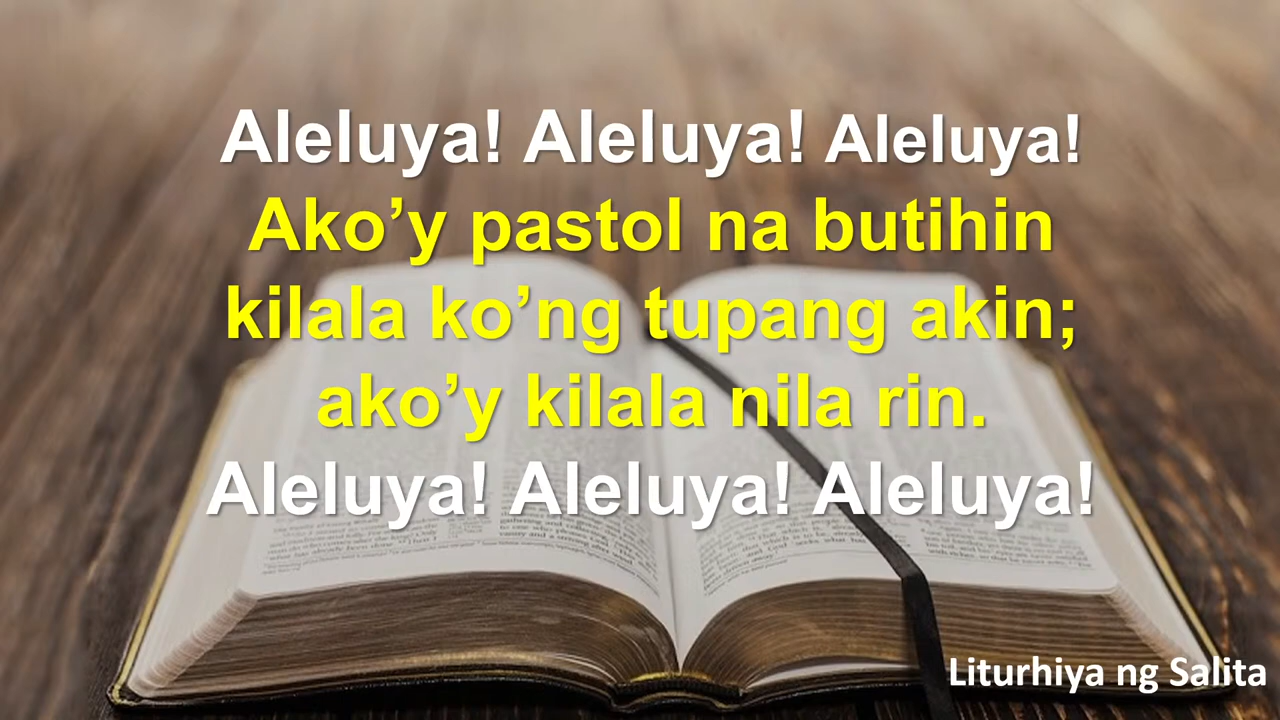 Aleluya! Aleluya! Aleluya!
Ako’y pastol na butihin
kilala ko’ng tupang akin;
ako’y kilala nila rin.
Aleluya! Aleluya! Aleluya!
Liturhiya ng Salita